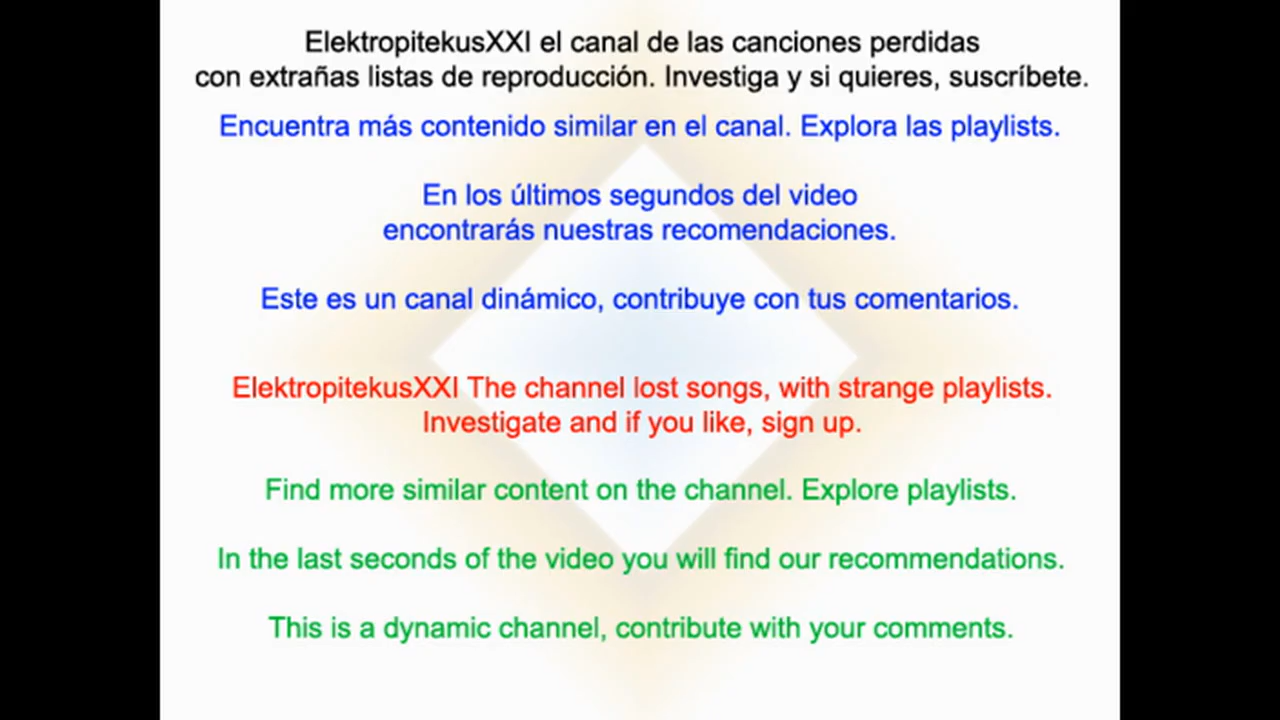 ElektropitekusXXI el canal de las canciones perdidas
con extrañas listas de reproducción. Investiga y si quieres, suscríbete.
Encuentra más contenido similar en el canal. Explora las playlists.
En los últimos segundos del video
encontrarás nuestras recomendaciones.
Este es un canal dinámico, contribuye con tus comentarios.
ElektropitekusXXI The channel lost songs, with strange playlists.
Investigate and if you like, sign up.
Find more similar content on the channel. Explore playlists.
In the last seconds of the video you will find our recommendations.
This is a dynamic channel, contribute with your comments.